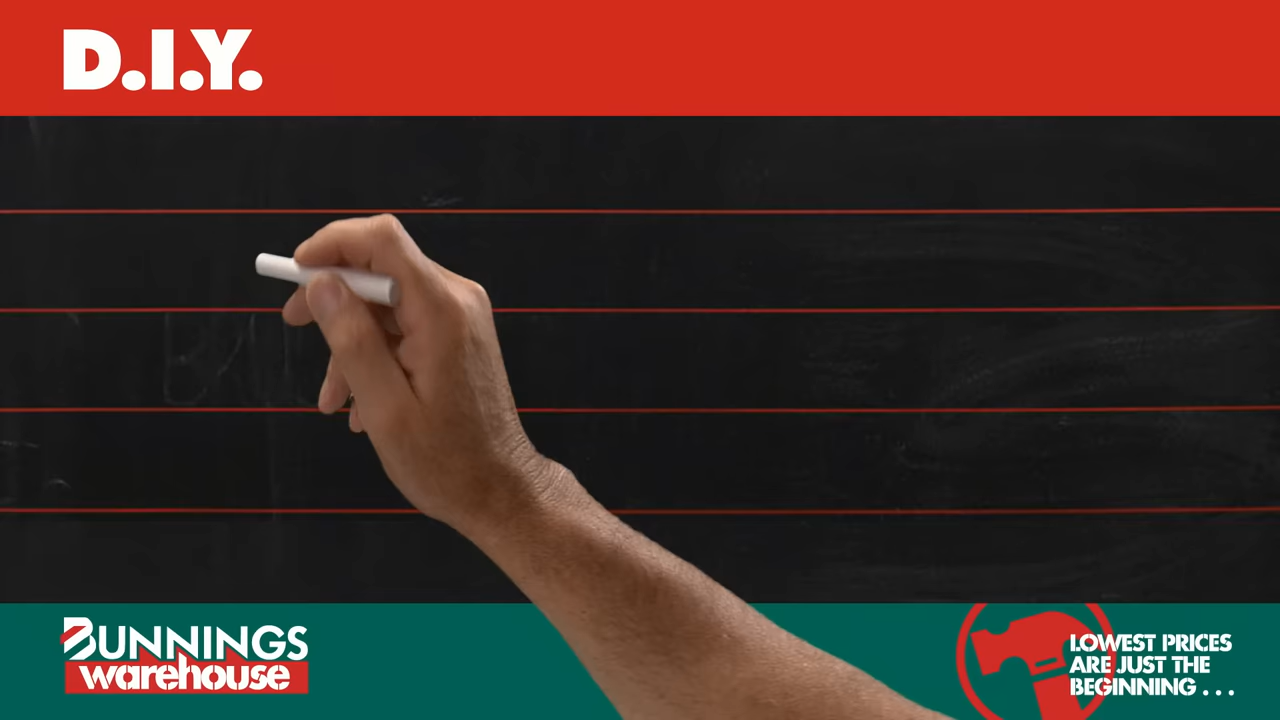 D.I.Y.
BUNNINGS
warehouse
LOWEST PRICES
ARE JUST THE
BEGINNING...